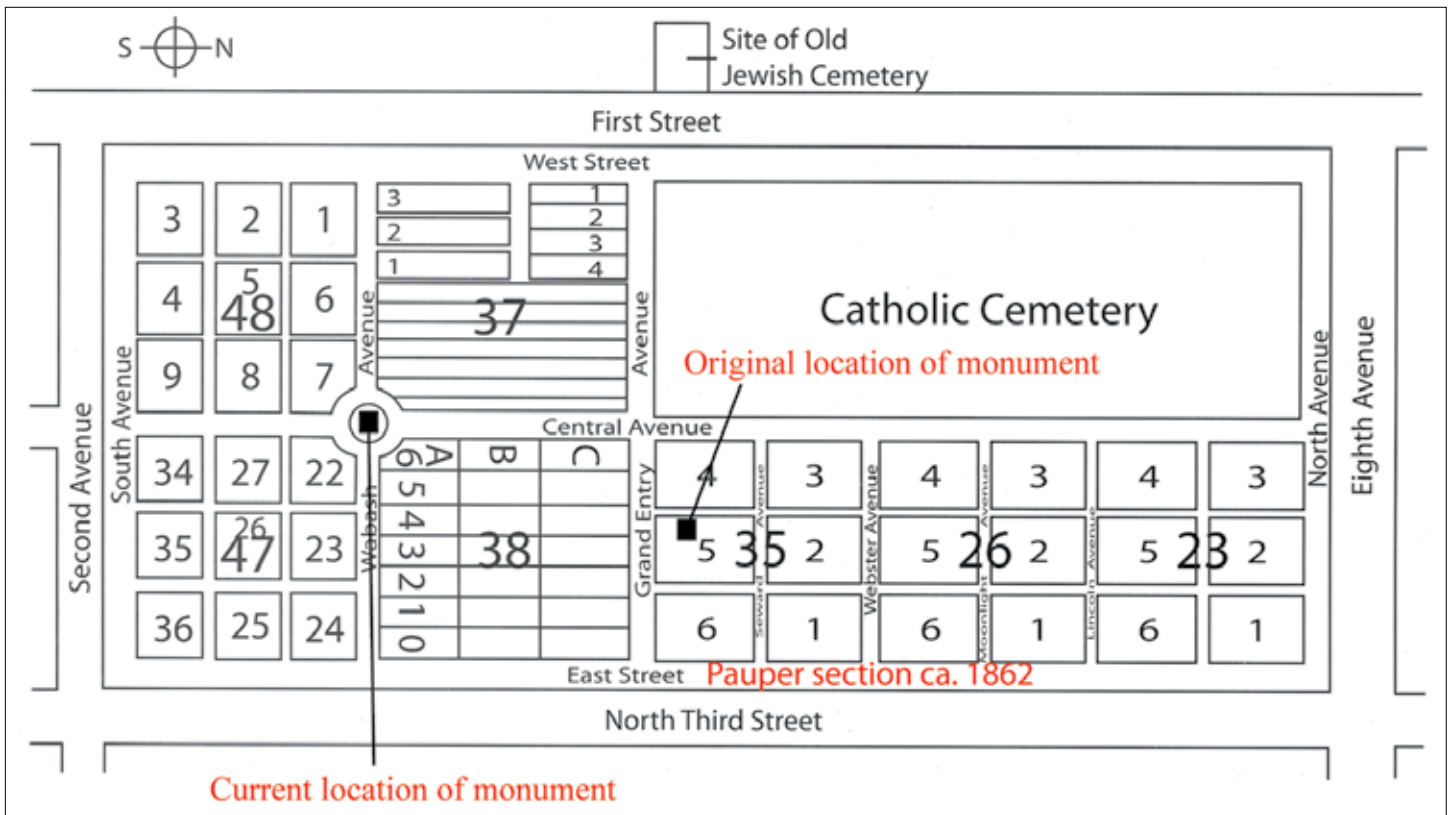 S N
Site of Old
Jewish Cemetery
First Street
West Street
3 2 1
3
2
1
1
2
3
4
4 5 6
48
9 8 7
37
Avenue
Avenue
Catholic Cemetery
Original location of monument
Second Avenue
South Avenue
North Avenue
Eighth Avenue
Central Avenue
34 27 22
35 26 23
47
36 25 24
Wabash
A B C
6
5
4
3
2
1
0
38
Grand Entry
4 3 4 3 4 3
5 35 2 5 26 2 5 23 2
6 1 6 1 6 1
Seward Avenue
Webster Avenue
Moonlight Avenue
Lincoln Avenue
East Street
Pauper section ca. 1862
North Third Street
Current location of monument